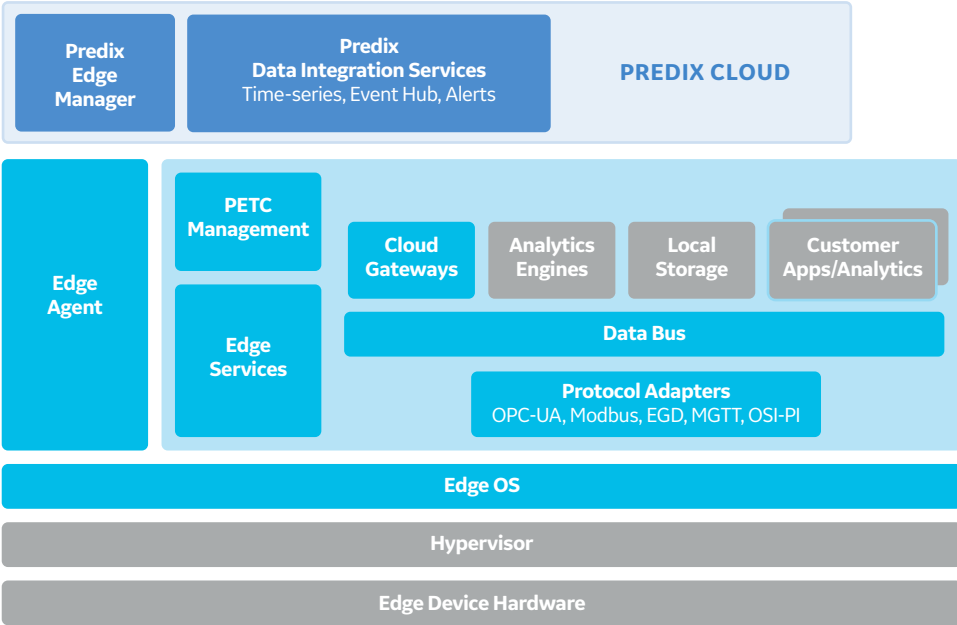 Predix
Edge
Manager
Predix
Data Integration Services
Time-series, Event Hub, Alerts
PREDIX CLOUD
Edge
Agent
PETC
Management
Edge
Services
Cloud
Gateways
Analytics
Engines
Local
Storage
Customer
Apps/Analytics
Data Bus
Protocol Adapters
OPC-UA, Modbus, EGD, MGTT, OSI-PI
Edge OS
Hypervisor
Edge Device Hardware